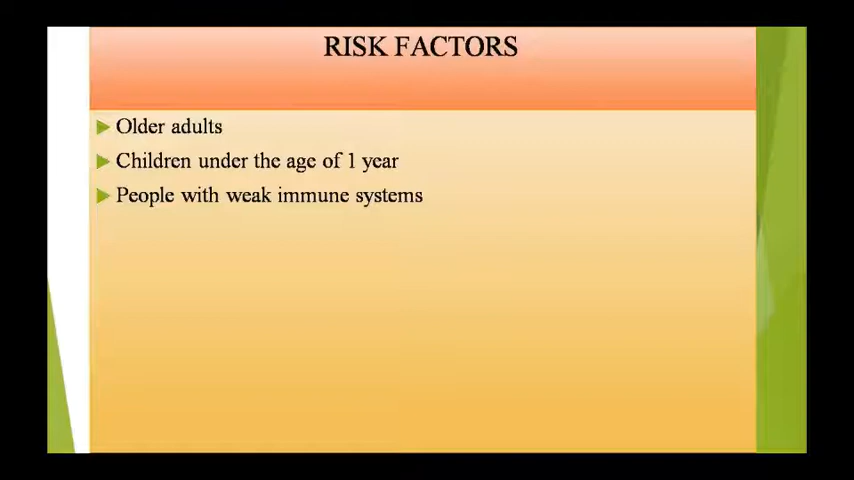 RISK FACTORS
Older adults
Children under the age of 1 year
People with weak immune systems